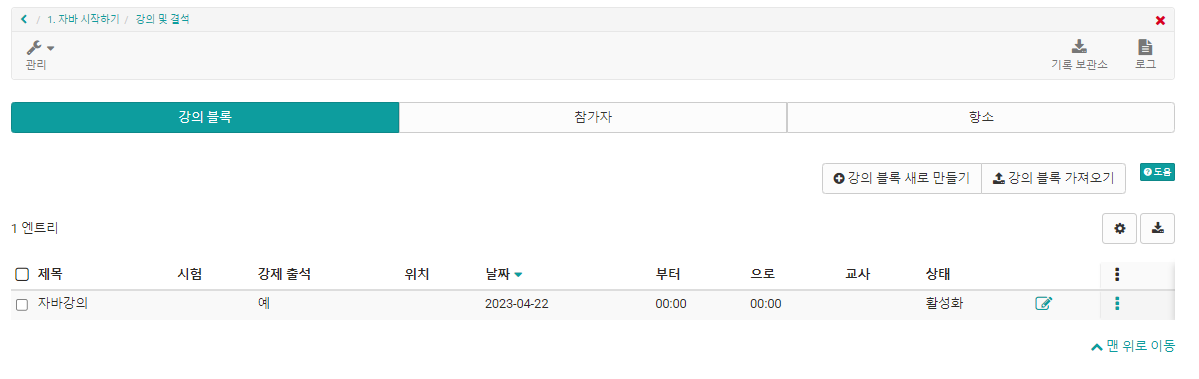 / 1. 자바 시작하기 / 강의 및 결석
관리
기록 보관소 로그
강의 블록 참가자 항소
강의 블록 새로 만들기 강의 블록 가져오기 도움
1 엔트리
제목 시험 강제 출석 위치 날짜 부터 으로 교사 상태
자바강의 예 2023-04-22 00:00 00:00 활성화
맨 위로 이동